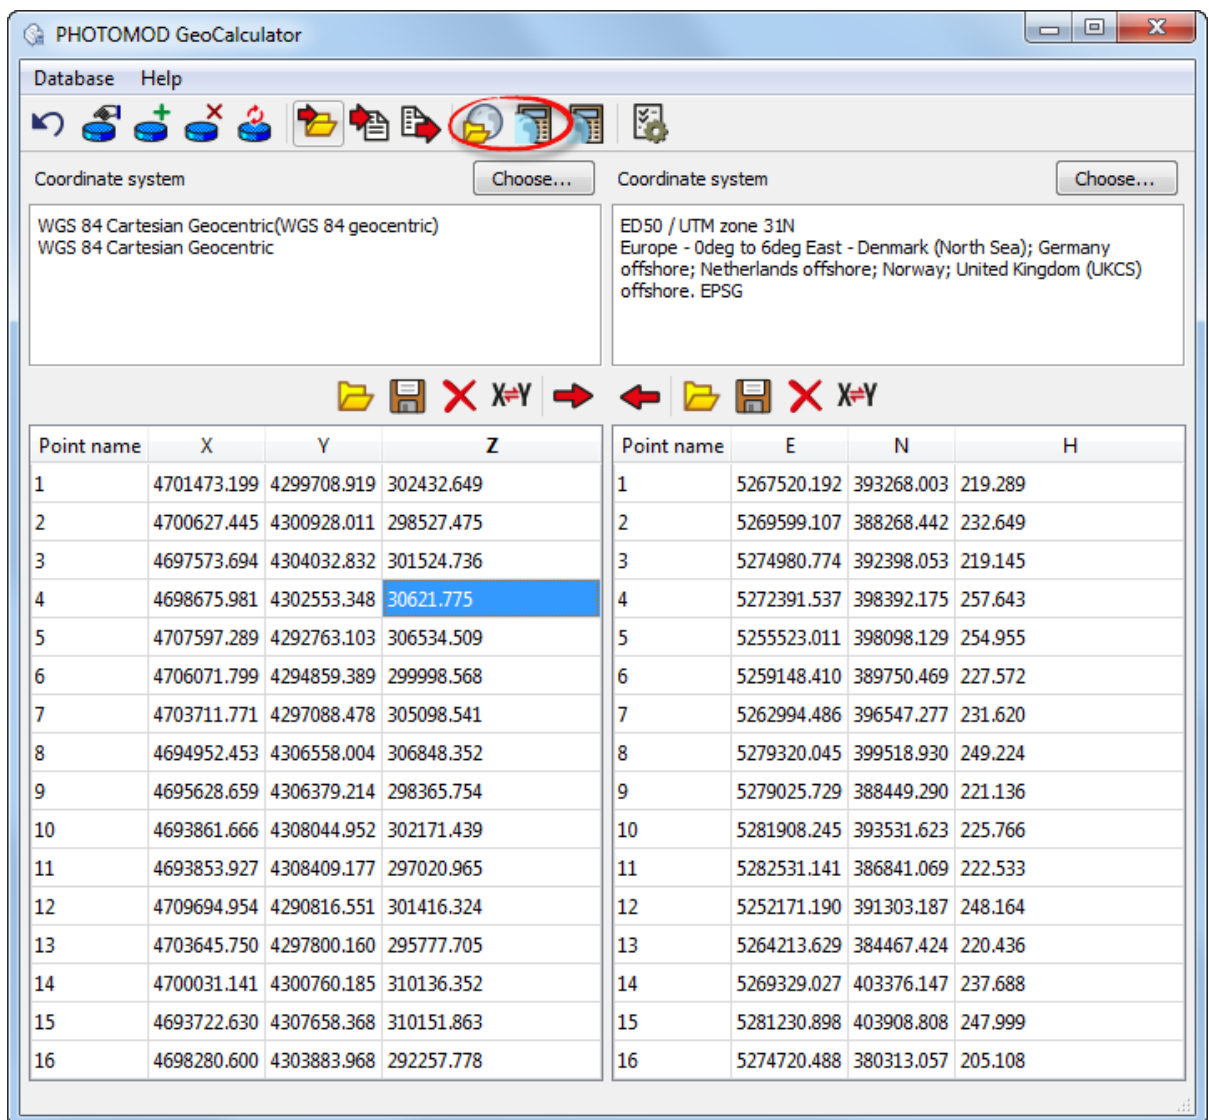 PHOTOMOD GeoCalculator
Database Help
Coordinate system Choose...
Coordinate system Choose...
WGS 84 Cartesian Geocentric(WGS 84 geocentric)
WGS 84 Cartesian Geocentric
ED50 / UTM zone 31N
Europe - 0deg to 6deg East - Denmark (North Sea); Germany
offshore; Netherlands offshore; Norway; United Kingdom (UKCS)
offshore. EPSG
X⇌Y
X⇌Y
Point name X Y Z
1 4701473.199 4299708.919 302432.649
2 4700627.445 4300928.011 298527.475
3 4697573.694 4304032.832 301524.736
4 4698675.981 4302553.348 30621.775
5 4707597.289 4292763.103 306534.509
6 4706071.799 4294859.389 299998.568
7 4703711.771 4297088.478 305098.541
8 4694952.453 4306558.004 306848.352
9 4695628.659 4306379.214 298365.754
10 4693861.666 4308044.952 302171.439
11 4693853.927 4308409.177 297020.965
12 4709694.954 4290816.551 301416.324
13 4703645.750 4297800.160 295777.705
14 4700031.141 4300760.185 310136.352
15 4693722.630 4307658.368 310151.863
16 4698280.600 4303883.968 292257.778
Point name E N H
1 5267520.192 393268.003 219.289
2 5269599.107 388268.442 232.649
3 5274980.774 392398.053 219.145
4 5272391.537 398392.175 257.643
5 5255523.011 398098.129 254.955
6 5259148.410 389750.469 227.572
7 5262994.486 396547.277 231.620
8 5279320.045 399518.930 249.224
9 5279025.729 388449.290 221.136
10 5281908.245 393531.623 225.766
11 5282531.141 386841.069 222.533
12 5252171.190 391303.187 248.164
13 5264213.629 384467.424 220.436
14 5269329.027 403376.147 237.688
15 5281230.898 403908.808 247.999
16 5274720.488 380313.057 205.108